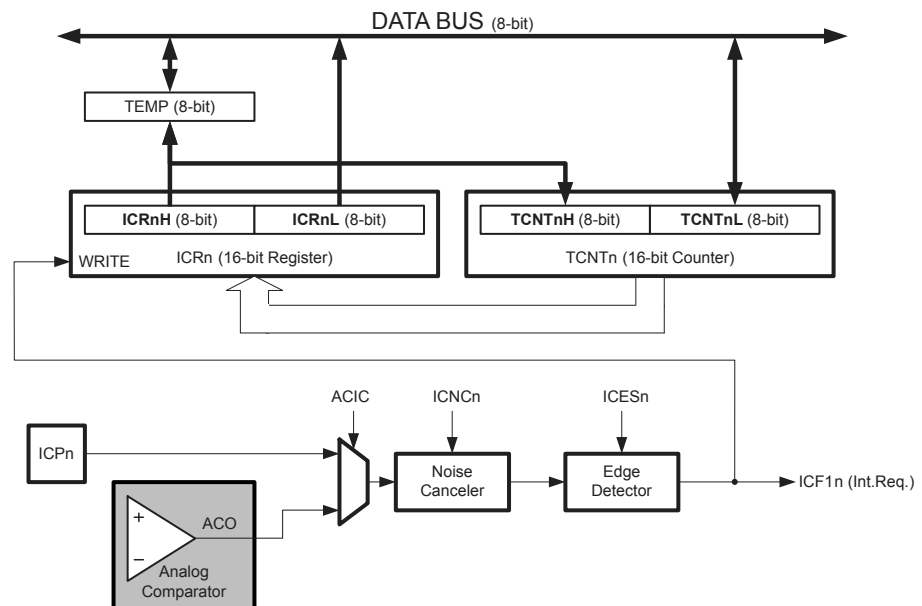 DATA BUS (8-bit)
TEMP (8-bit)
ICRnH (8-bit)
ICRnL (8-bit)
TCNTnH (8-bit)
TCNTnL (8-bit)
WRITE
ICRn (16-bit Register)
TCNTn (16-bit Counter)
ACIC
ICNCn
ICESn
ICPn
Noise
Canceler
Edge
Detector
ICF1n (Int.Req.)
+
ACO
−
Analog
Comparator